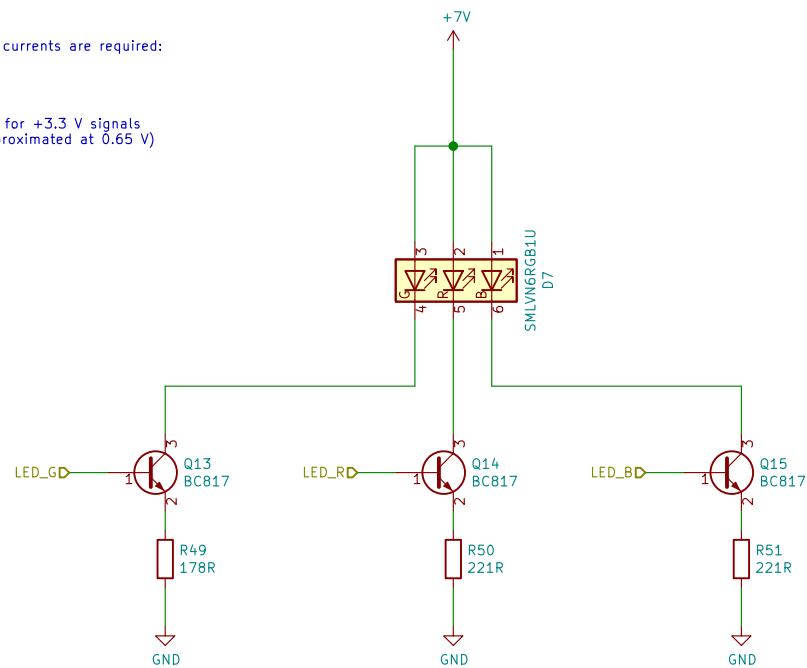 +7V
currents are required:
for +3.3 V signals
roximated at 0.65 V)
3
2
1
SMLVN6RGB1U
D7
G
R
B
4
5
6
LED_G
1
3
Q13
BC817
2
LED_R
1
3
Q14
BC817
2
LED_B
1
3
Q15
BC817
2
R49
178R
R50
221R
R51
221R
GND
GND
GND